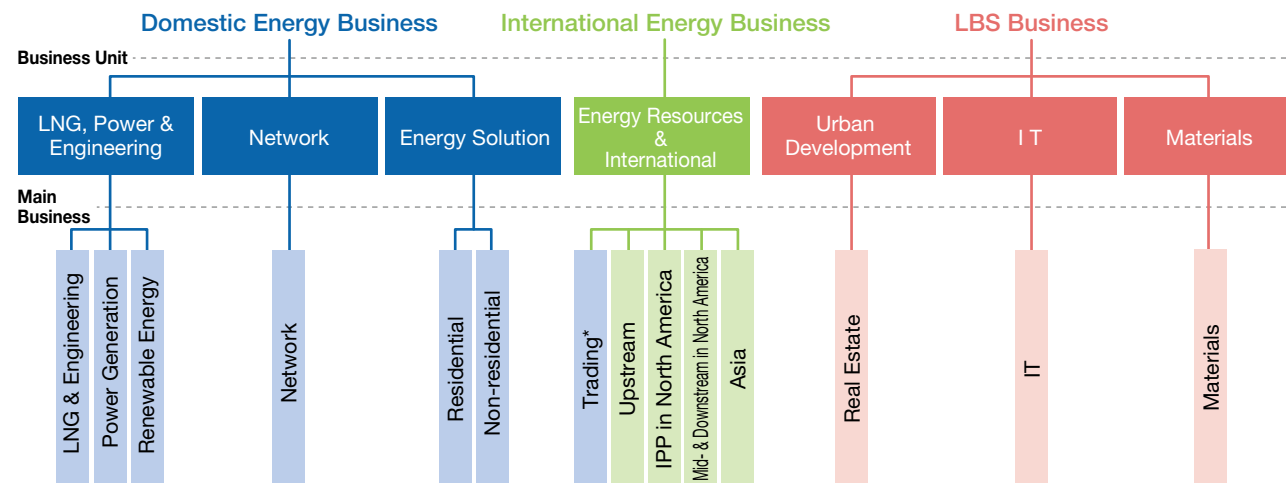 Domestic Energy Business
International Energy Business
LBS Business
Business Unit
LNG, Power &
Engineering
Network
Energy Solution
Energy Resources
&
International
Urban
Development
I T
Materials
Main
Business
LNG & Engineering
Power Generation
Renewable Energy
Network
Residential
Non-residential
Trading*
Upstream
IPP in North America
Mid- & Downstream in North America
Asia
Real Estate
IT
Materials